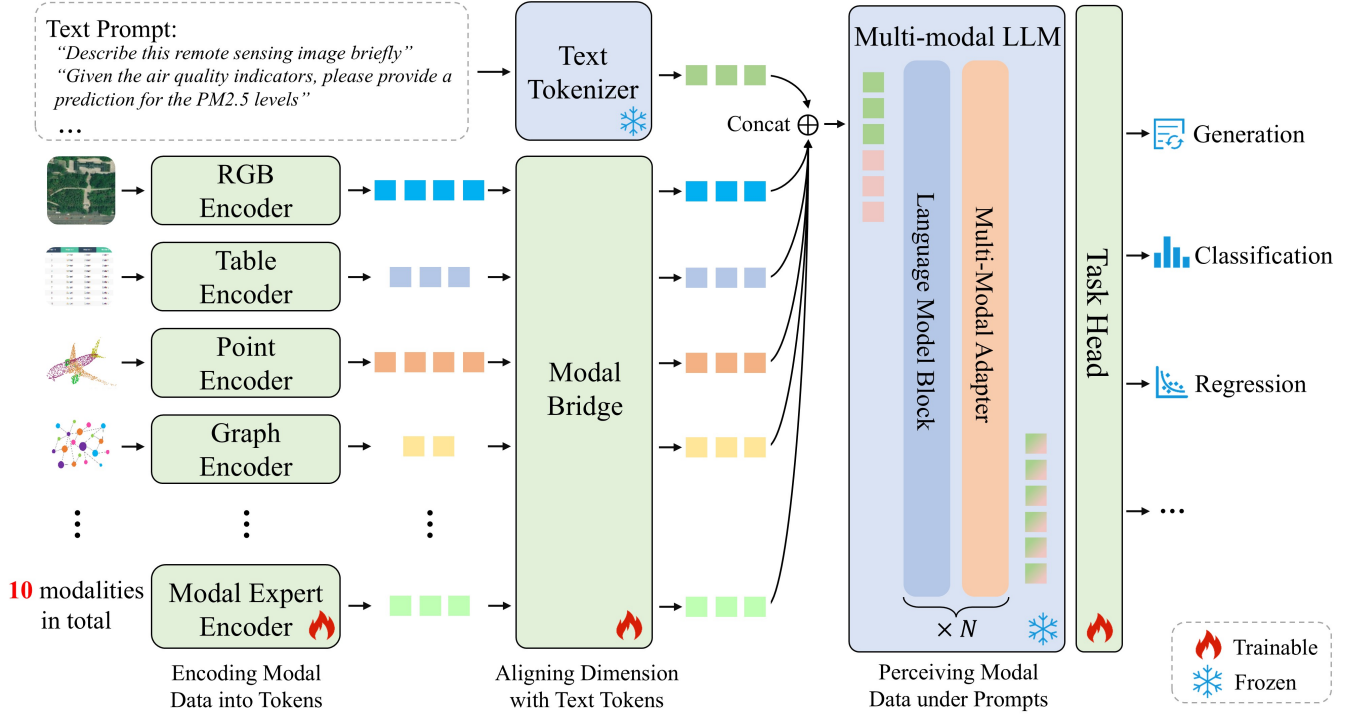 Text Prompt:
“Describe this remote sensing image briefly”
“Given the air quality indicators, please provide a
prediction for the PM2.5 levels”
...
Text
Tokenizer
Concat
Multi-modal LLM
Language Model Block
Multi-Modal Adapter
× N
Task Head
Generation
Classification
Regression
...
RGB
Encoder
Table
Encoder
Point
Encoder
Graph
Encoder
Modal Expert
Encoder
Modal
Bridge
10 modalities
in total
Encoding Modal
Data into Tokens
Aligning Dimension
with Text Tokens
Perceiving Modal
Data under Prompts
Trainable
Frozen